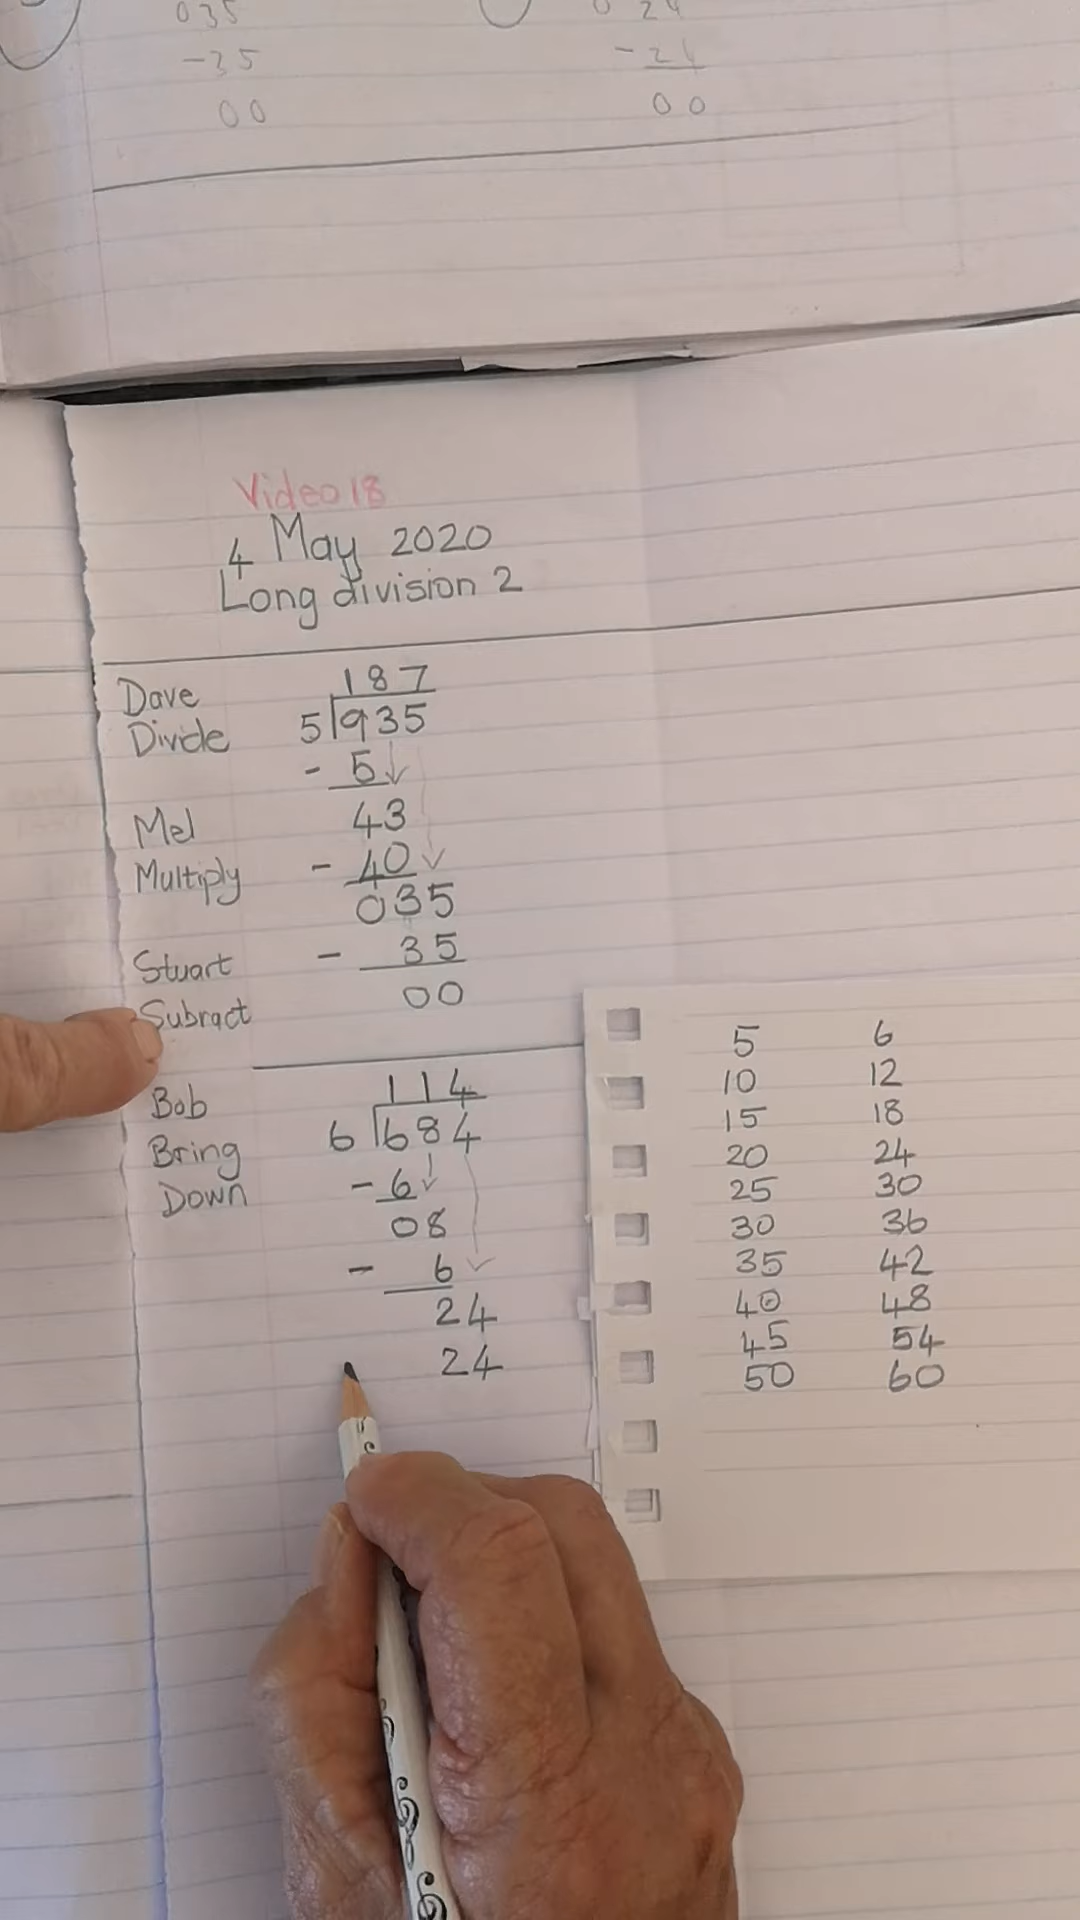 035
-35
00
24
- 24
00
Video 18
4 May 2020
Long division 2
Dave
Divide
Mel
Multiply
Stuart
Subract
Bob
Bring
Down
187
5 935
- 5
43
- 40
035
- 35
00
114
6 684
- 6
08
- 6
24
24
5 6
10 12
15 18
20 24
25 30
30 36
35 42
40 48
45 54
50 60